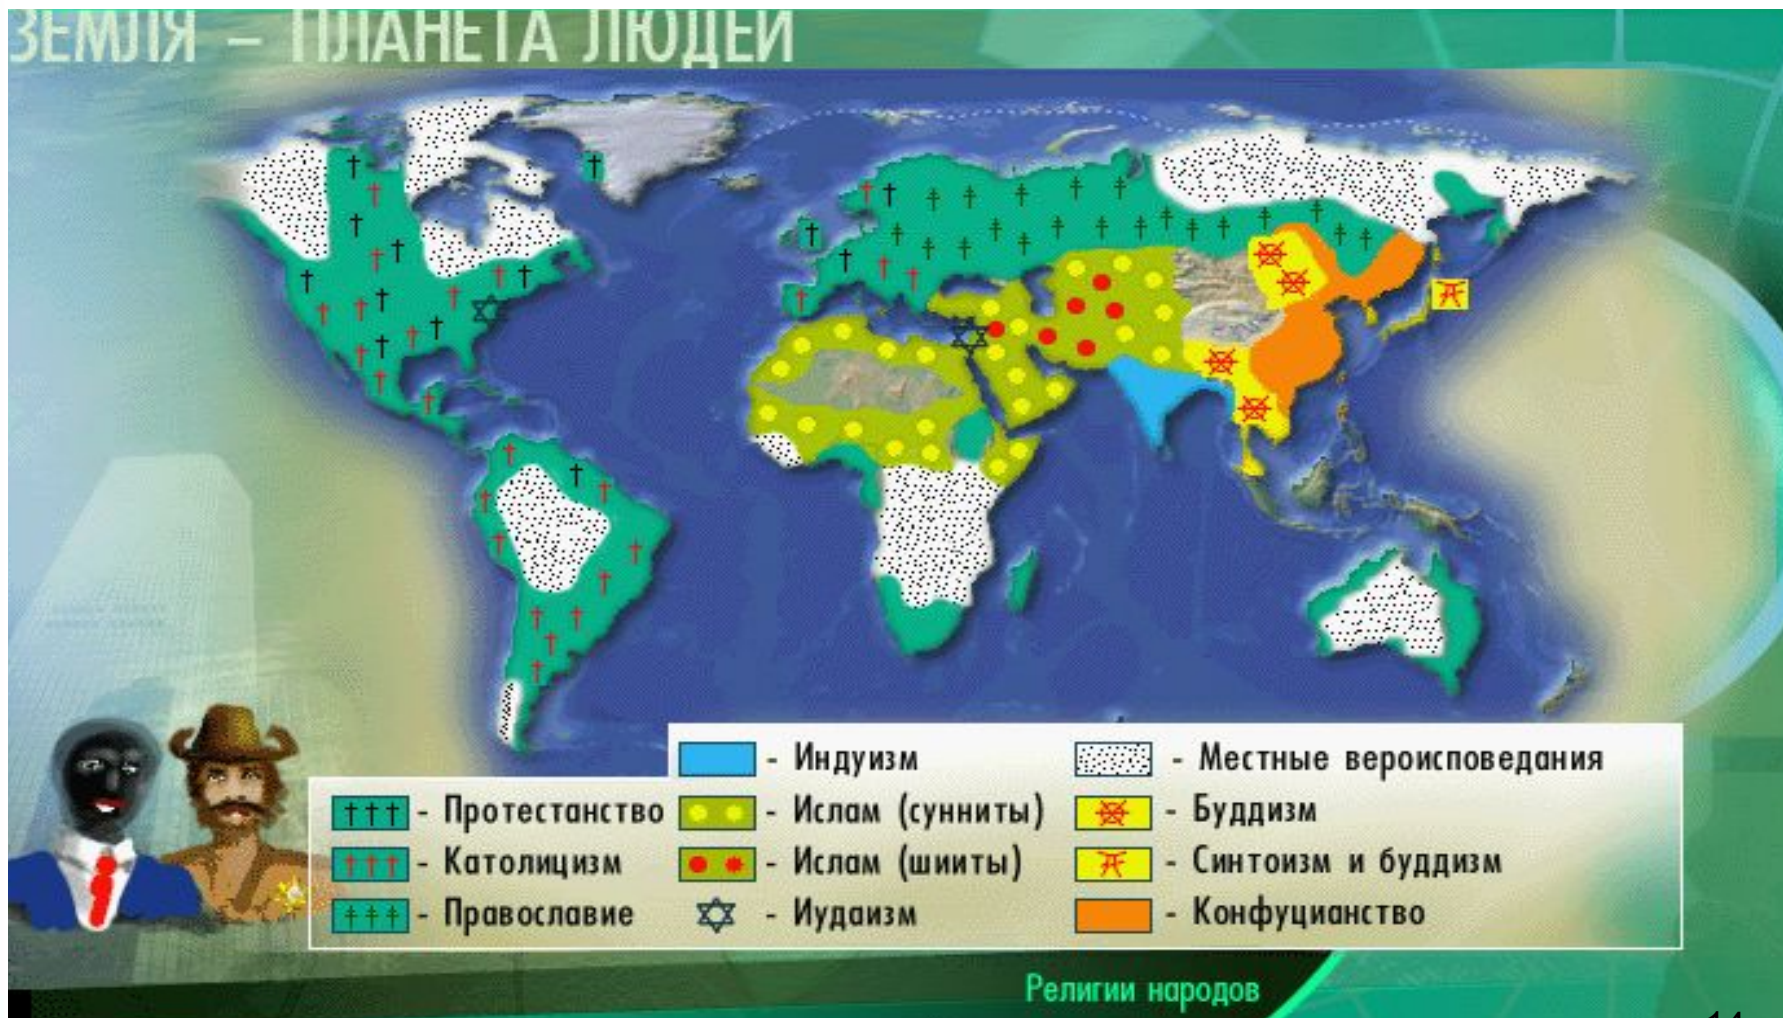 ЗЕМЛЯ – ПЛАНЕТА ЛЮДЕЙ
- Индуизм
- Местные вероисповедания
- Протестанство
- Ислам (сунниты)
- Буддизм
- Католицизм
- Ислам (шииты)
- Синтоизм и буддизм
- Православие
- Иудаизм
- Конфуцианство
Религии народов